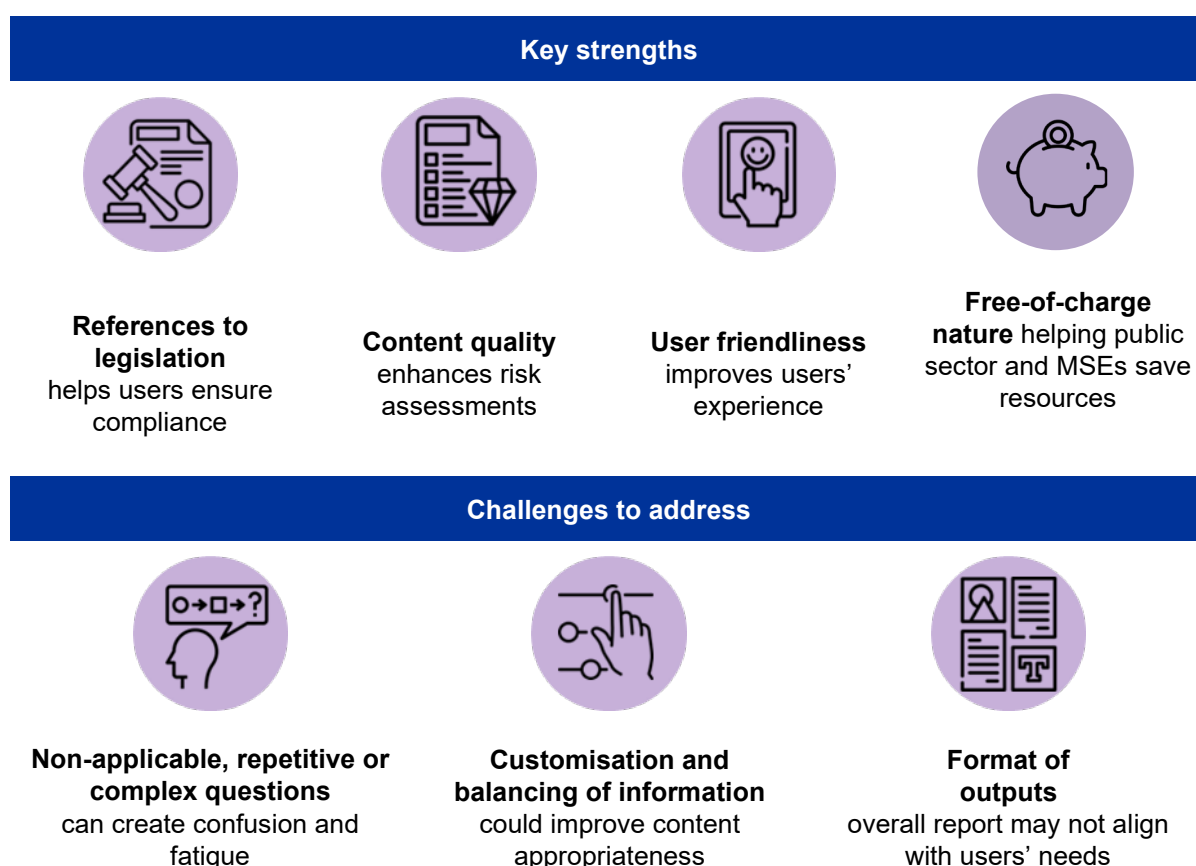 Key strengths
References to
legislation
helps users ensure
compliance
Content quality
enhances risk
assessments
User friendliness
improves users’
experience
Free-of-charge
nature helping public
sector and MSEs save
resources
Challenges to address
?
Non-applicable, repetitive or
complex questions
can create confusion and
fatigue
Customisation and
balancing of information
could improve content
appropriateness
T
Format of
outputs
overall report may not align
with users’ needs